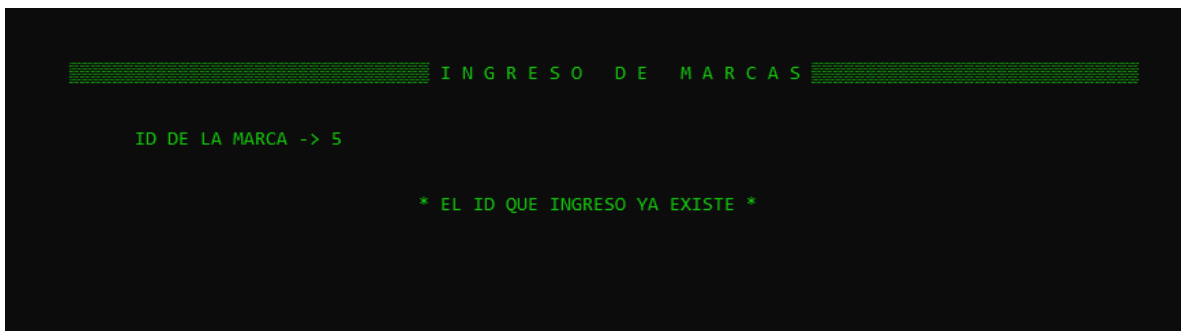 I N G R E S O   D E   M A R C A S
ID DE LA MARCA -> 5
* EL ID QUE INGRESO YA EXISTE *